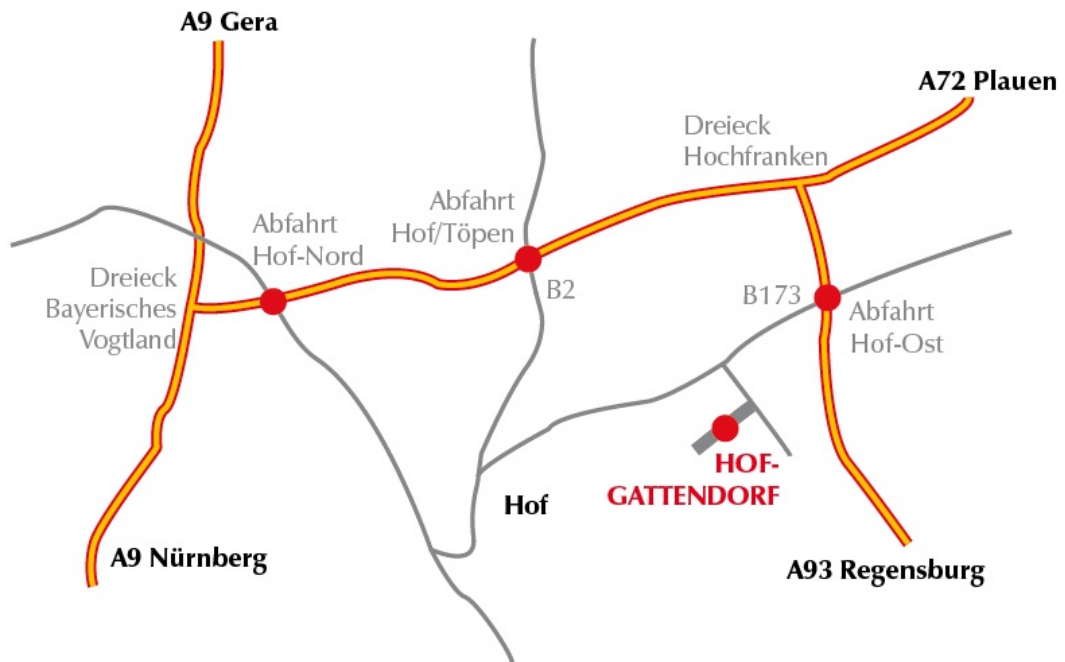 A9 Gera
A72 Plauen
Dreieck
Hochfranken
Abfahrt
Hof/Töpen
Abfahrt
Hof-Nord
Dreieck
Bayerisches
Vogtland
B2
B173
Abfahrt
Hof-Ost
HOF-
GATTENDORF
Hof
A9 Nürnberg
A93 Regensburg